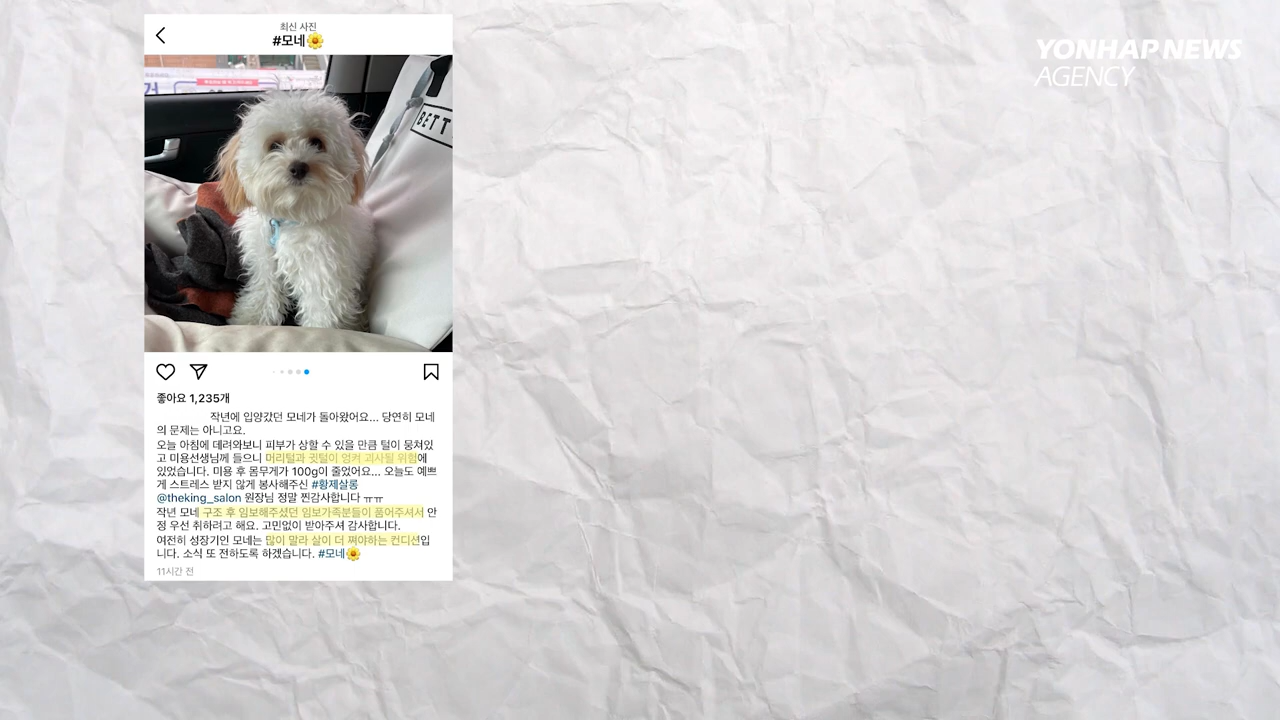 최신 사진
#모네🌼
BETT
좋아요 1,235개
작년에 입양갔던 모네가 돌아왔어요... 당연히 모네
의 문제는 아니고요.
오늘 아침에 데려와보니 피부가 상할 수 있을 만큼 털이 뭉쳐있
고 미용선생님께 들으니 머리털과 귓털이 엉켜 괴사될 위험에
있었습니다. 미용 후 몸무게가 100g이 줄었어요... 오늘도 예쁘
게 스트레스 받지 않게 봉사해주신 #황제살롱
@theking_salon 원장님 정말 찐감사합니다 ㅠㅠ
작년 모네 구조 후 임보해주셨던 임보가족분들이 품어주셔서 안
정 우선 취하려고 해요. 고민없이 받아주셔 감사합니다.
여전히 성장기인 모네는 많이 말라 살이 더 쪄야하는 컨디션입
니다. 소식 또 전하도록 하겠습니다. #모네🌼
11시간 전
YONHAP NEWS
AGENCY